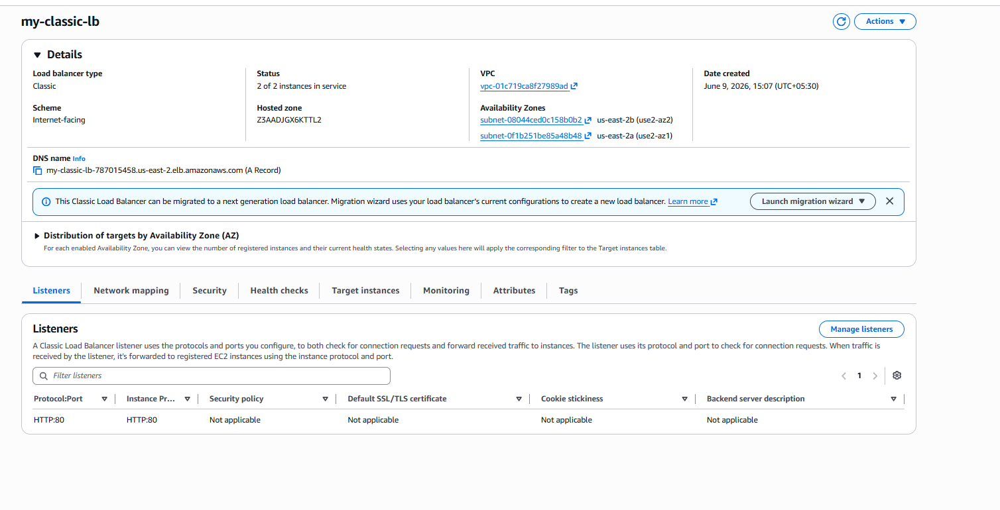 my-classic-lb
Actions
Details
Load balancer type
Classic
Status
2 of 2 instances in service
VPC
vpc-01c719ca8f27989ad
Date created
June 9, 2026, 15:07 (UTC+05:30)
Scheme
Internet-facing
Hosted zone
Z3AADJGX6KTTL2
Availability Zones
subnet-08044ced0c158b0b2 us-east-2b (use2-az2)
subnet-0f1b251be85a48b48 us-east-2a (use2-az1)
DNS name Info
my-classic-lb-787015458.us-east-2.elb.amazonaws.com (A Record)
This Classic Load Balancer can be migrated to a next generation load balancer. Migration wizard uses your load balancer's current configurations to create a new load balancer. Learn more
Launch migration wizard
Distribution of targets by Availability Zone (AZ)
For each enabled Availability Zone, you can view the number of registered instances and their current health states. Selecting any values here will apply the corresponding filter to the Target instances table.
Listeners Network mapping Security Health checks Target instances Monitoring Attributes Tags
Listeners
Manage listeners
A Classic Load Balancer listener uses the protocols and ports you configure, to both check for connection requests and forward received traffic to instances. The listener uses its protocol and port to check for connection requests. When traffic is
received by the listener, it's forwarded to registered EC2 instances using the instance protocol and port.
Filter listeners
1
Protocol:Port Instance Pr... Security policy Default SSL/TLS certificate Cookie stickiness Backend server description
HTTP:80 HTTP:80 Not applicable Not applicable Not applicable Not applicable